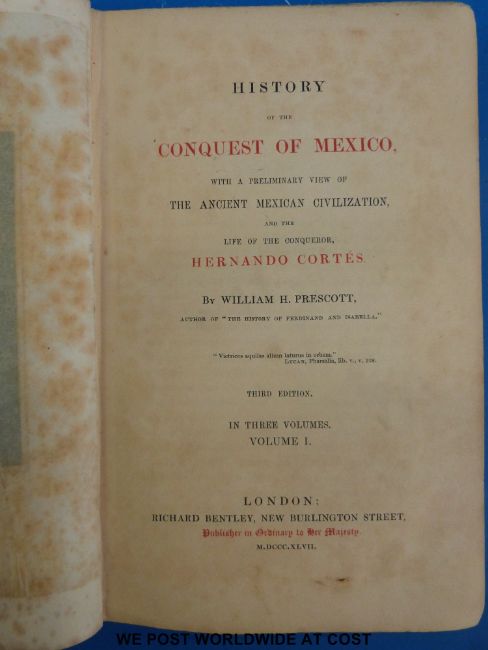 HISTORY
OF THE
CONQUEST OF MEXICO,
WITH A PRELIMINARY VIEW OF
THE ANCIENT MEXICAN CIVILIZATION,
AND THE
LIFE OF THE CONQUEROR,
HERNANDO CORTÉS.
BY WILLIAM H. PRESCOTT,
AUTHOR OF "THE HISTORY OF FERDINAND AND ISABELLA."
"Victrices aquilas alium laturus in orbem."
LUCAN, Pharsalia, lib. v., v. 238.
THIRD EDITION.
IN THREE VOLUMES.
VOLUME I.
LONDON:
RICHARD BENTLEY, NEW BURLINGTON STREET,
Publisher in Ordinary to Her Majesty.
M.DCCC.XLVII.
WE POST WORLDWIDE AT COST